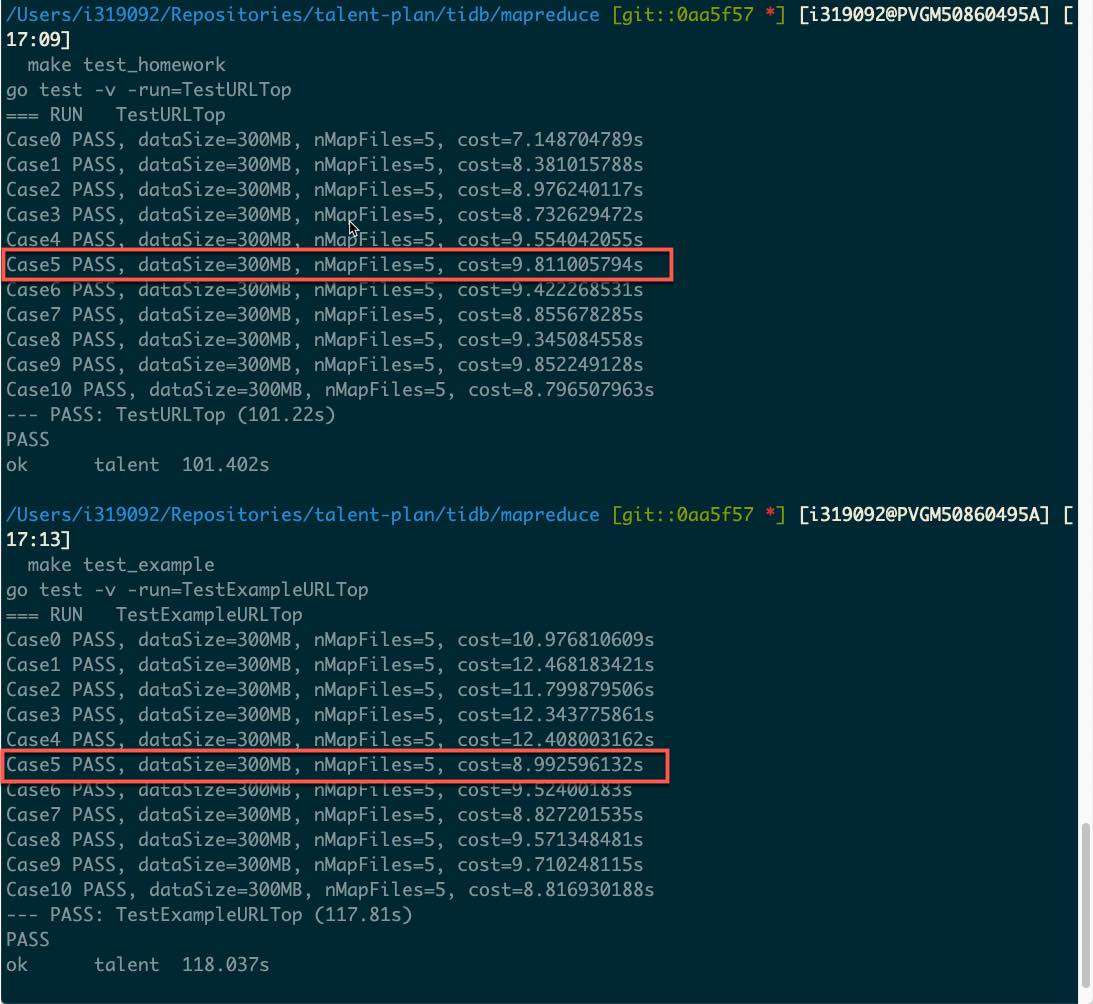 /Users/i319092/Repositories/talent-plan/tidb/mapreduce [git::0aa5f57 *] [i319092@PVGM50860495A] [
17:09]
  make test_homework
go test -v -run=TestURLTop
=== RUN   TestURLTop
Case0 PASS, dataSize=300MB, nMapFiles=5, cost=7.148704789s
Case1 PASS, dataSize=300MB, nMapFiles=5, cost=8.381015788s
Case2 PASS, dataSize=300MB, nMapFiles=5, cost=8.976240117s
Case3 PASS, dataSize=300MB, nMapFiles=5, cost=8.732629472s
Case4 PASS, dataSize=300MB, nMapFiles=5, cost=9.554042055s
Case5 PASS, dataSize=300MB, nMapFiles=5, cost=9.811005794s
Case6 PASS, dataSize=300MB, nMapFiles=5, cost=9.422268531s
Case7 PASS, dataSize=300MB, nMapFiles=5, cost=8.855678285s
Case8 PASS, dataSize=300MB, nMapFiles=5, cost=9.345084558s
Case9 PASS, dataSize=300MB, nMapFiles=5, cost=9.852249128s
Case10 PASS, dataSize=300MB, nMapFiles=5, cost=8.796507963s
--- PASS: TestURLTop (101.22s)
PASS
ok      talent  101.402s
/Users/i319092/Repositories/talent-plan/tidb/mapreduce [git::0aa5f57 *] [i319092@PVGM50860495A] [
17:13]
  make test_example
go test -v -run=TestExampleURLTop
=== RUN   TestExampleURLTop
Case0 PASS, dataSize=300MB, nMapFiles=5, cost=10.976810609s
Case1 PASS, dataSize=300MB, nMapFiles=5, cost=12.468183421s
Case2 PASS, dataSize=300MB, nMapFiles=5, cost=11.799879506s
Case3 PASS, dataSize=300MB, nMapFiles=5, cost=12.343775861s
Case4 PASS, dataSize=300MB, nMapFiles=5, cost=12.408003162s
Case5 PASS, dataSize=300MB, nMapFiles=5, cost=8.992596132s
Case6 PASS, dataSize=300MB, nMapFiles=5, cost=9.52400183s
Case7 PASS, dataSize=300MB, nMapFiles=5, cost=8.827201535s
Case8 PASS, dataSize=300MB, nMapFiles=5, cost=9.571348481s
Case9 PASS, dataSize=300MB, nMapFiles=5, cost=9.710248115s
Case10 PASS, dataSize=300MB, nMapFiles=5, cost=8.816930188s
--- PASS: TestExampleURLTop (117.81s)
PASS
ok      talent  118.037s